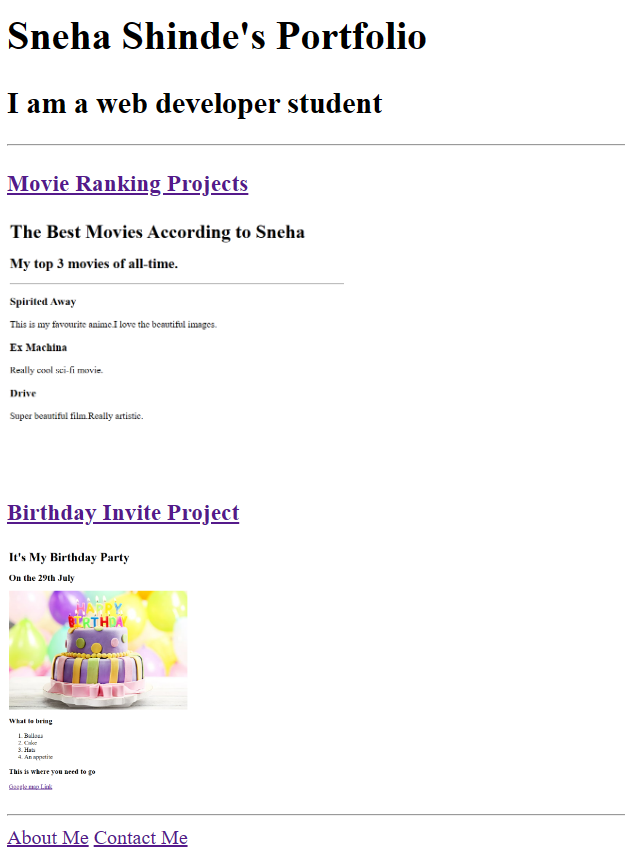 Sneha Shinde's Portfolio
I am a web developer student
Movie Ranking Projects
The Best Movies According to Sneha
My top 3 movies of all-time.
Spirited Away
This is my favourite anime.I love the beautiful images.
Ex Machina
Really cool sci-fi movie.
Drive
Super beautiful film.Really artistic.
Birthday Invite Project
It's My Birthday Party
On the 29th July
HAPPY
BIRTHDAY
What to bring
1. Ballons
2. Cake
3. Hats
4. An appetite
This is where you need to go
Google map Link
About Me Contact Me